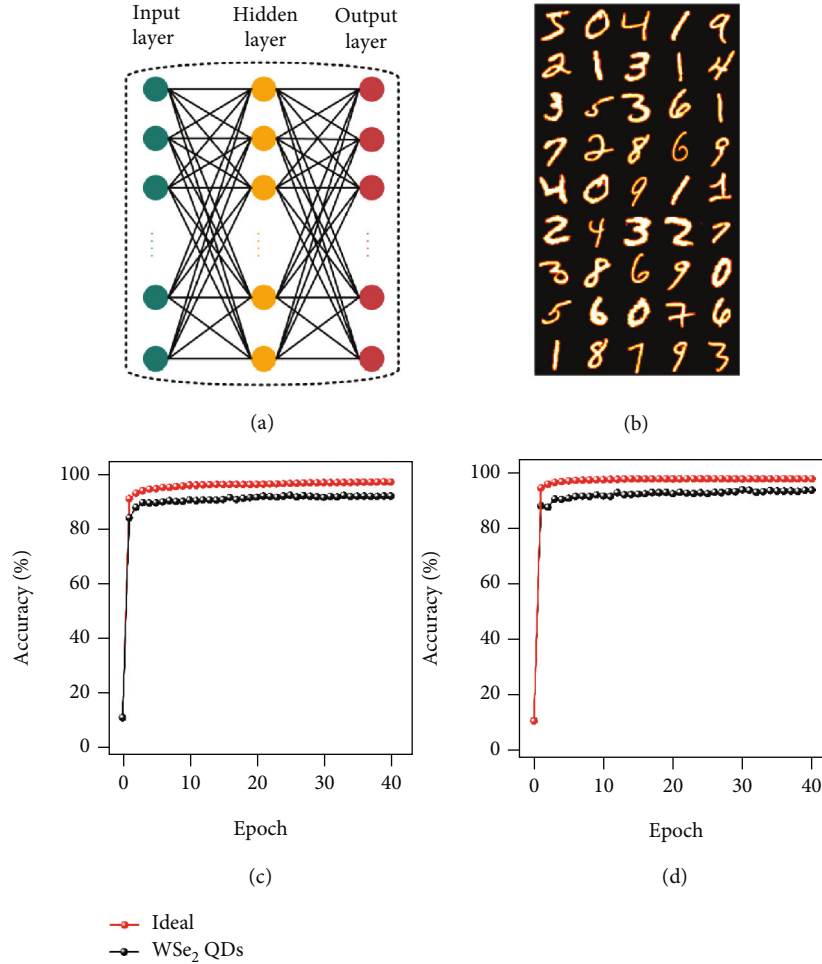 Input layer
Hidden layer
Output layer
5 0 4 1 9
2 1 3 1 4
3 5 3 6 1
7 2 8 6 9
4 0 9 1 1
2 4 3 2 7
3 8 6 9 0
5 6 0 7 6
1 8 7 9 3
(a)
(b)
100
80
60
40
20
0
Accuracy (%)
0 10 20 30 40
Epoch
(c)
100
80
60
40
20
0
Accuracy (%)
0 10 20 30 40
Epoch
(d)
Ideal
WSe₂ QDs